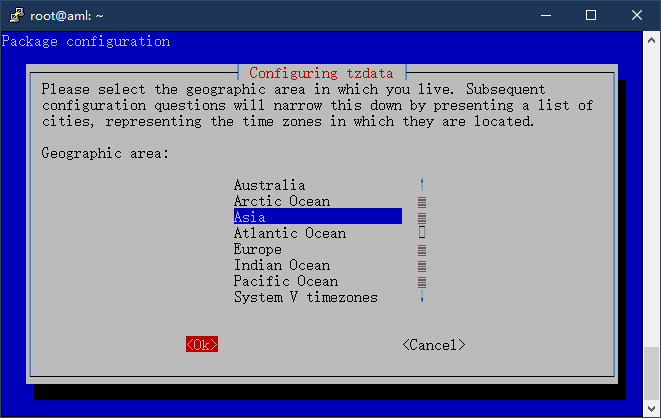 root@aml: ~
Package configuration
Configuring tzdata
Please select the geographic area in which you live. Subsequent
configuration questions will narrow this down by presenting a list of
cities, representing the time zones in which they are located.
Geographic area:
Australia
Arctic Ocean
Asia
Atlantic Ocean
Europe
Indian Ocean
Pacific Ocean
System V timezones
<Ok> <Cancel>